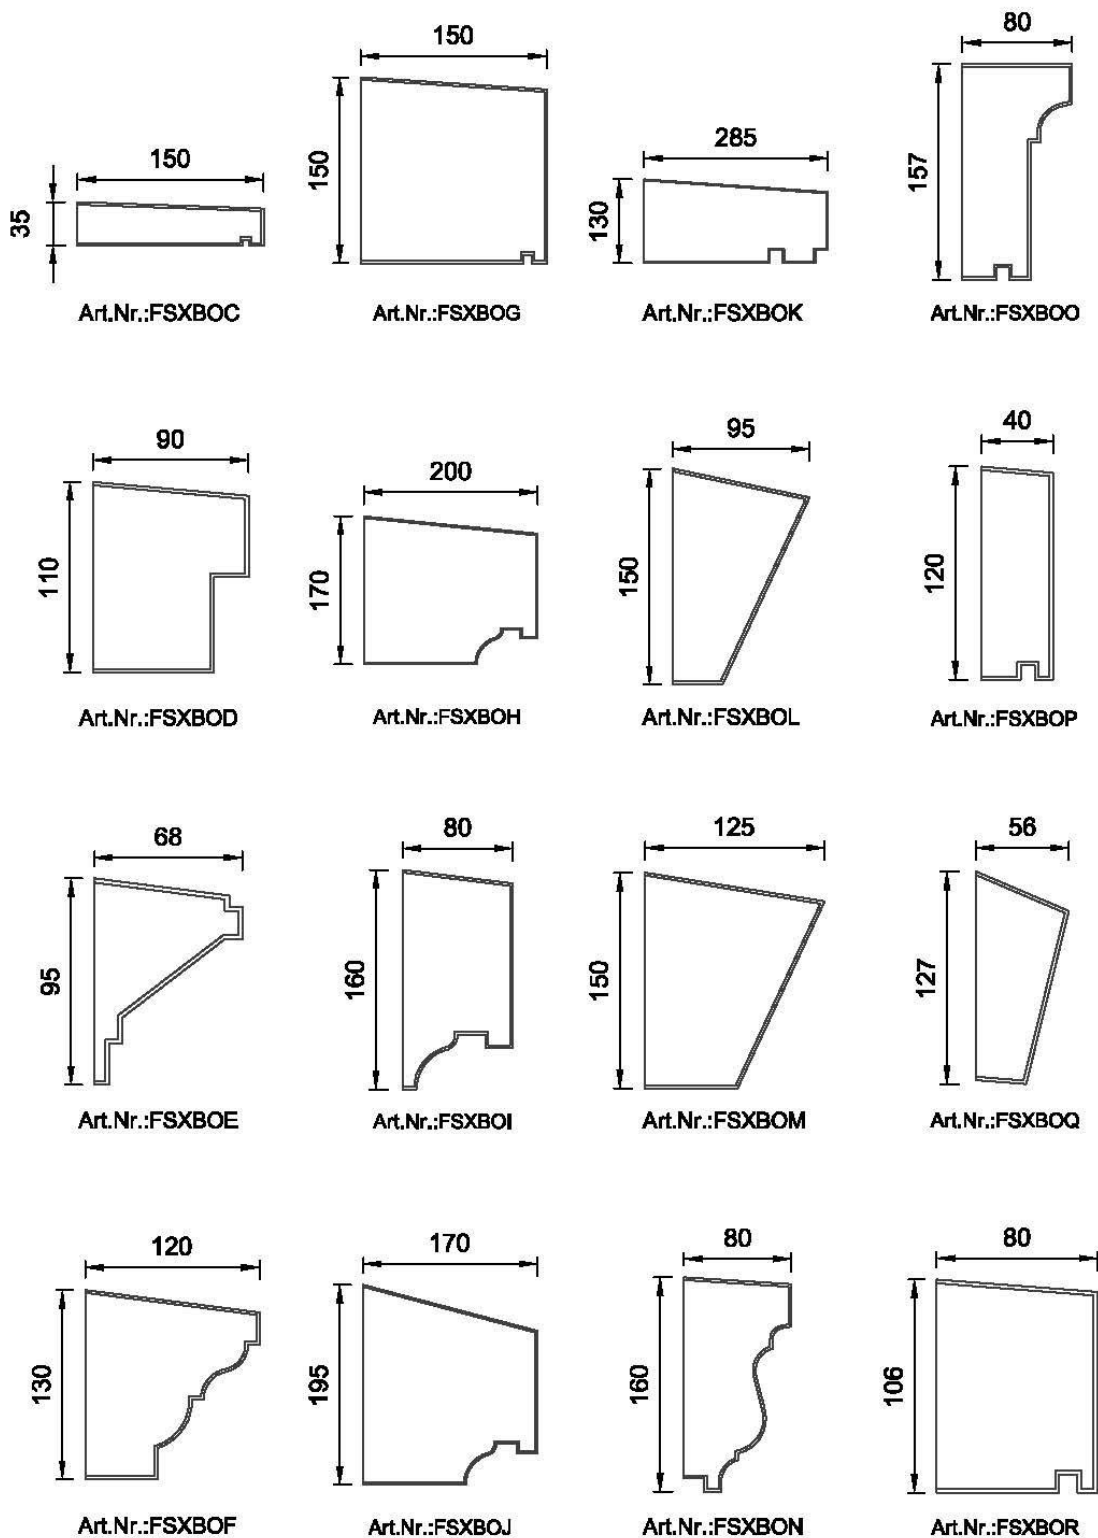 150
35
Art.Nr.:FSXBOC
150
150
Art.Nr.:FSXBOG
285
130
Art.Nr.:FSXBOK
80
157
Art.Nr.:FSXBOO
90
110
Art.Nr.:FSXBOD
200
170
Art.Nr.:FSXBOH
95
150
Art.Nr.:FSXBOL
40
120
Art.Nr.:FSXBOP
68
95
Art.Nr.:FSXBOE
80
160
Art.Nr.:FSXBOI
125
150
Art.Nr.:FSXBOM
56
127
Art.Nr.:FSXBOQ
120
130
Art.Nr.:FSXBOF
170
195
Art.Nr.:FSXBOJ
80
160
Art.Nr.:FSXBON
80
106
Art.Nr.:FSXBOR